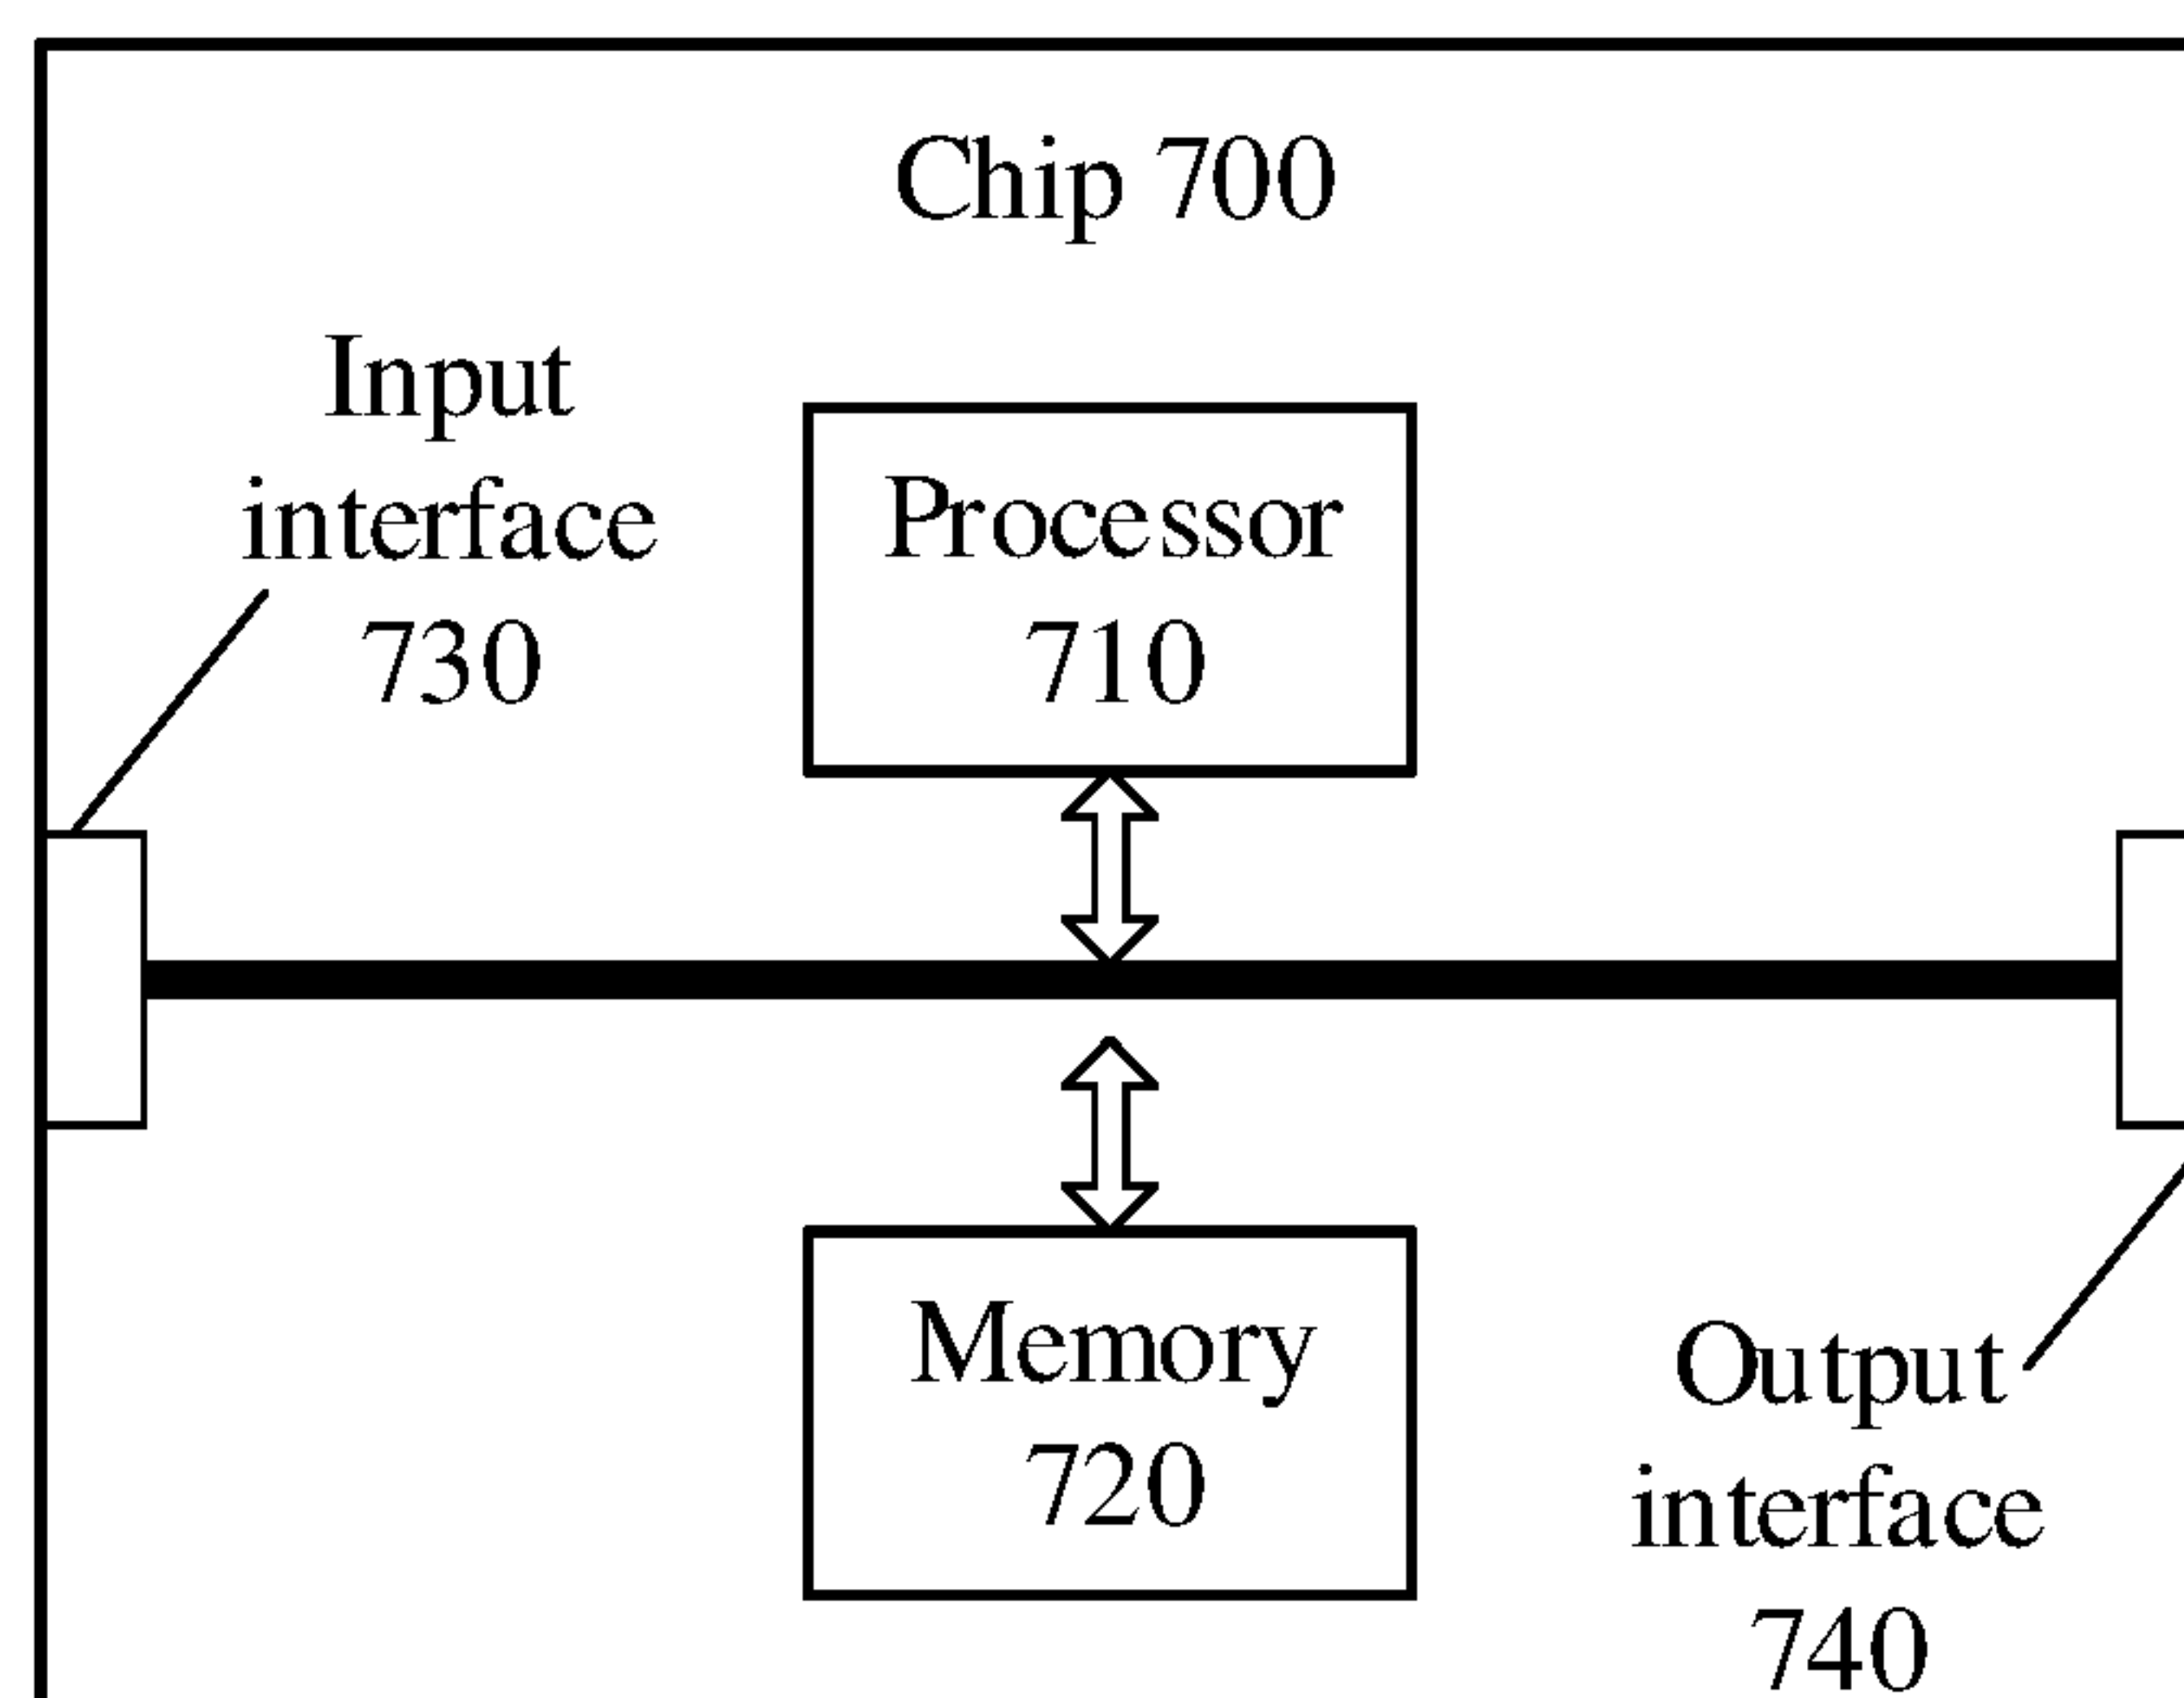 Chip 700
Input
interface
730
Processor
710
Memory
720
Output
interface
740